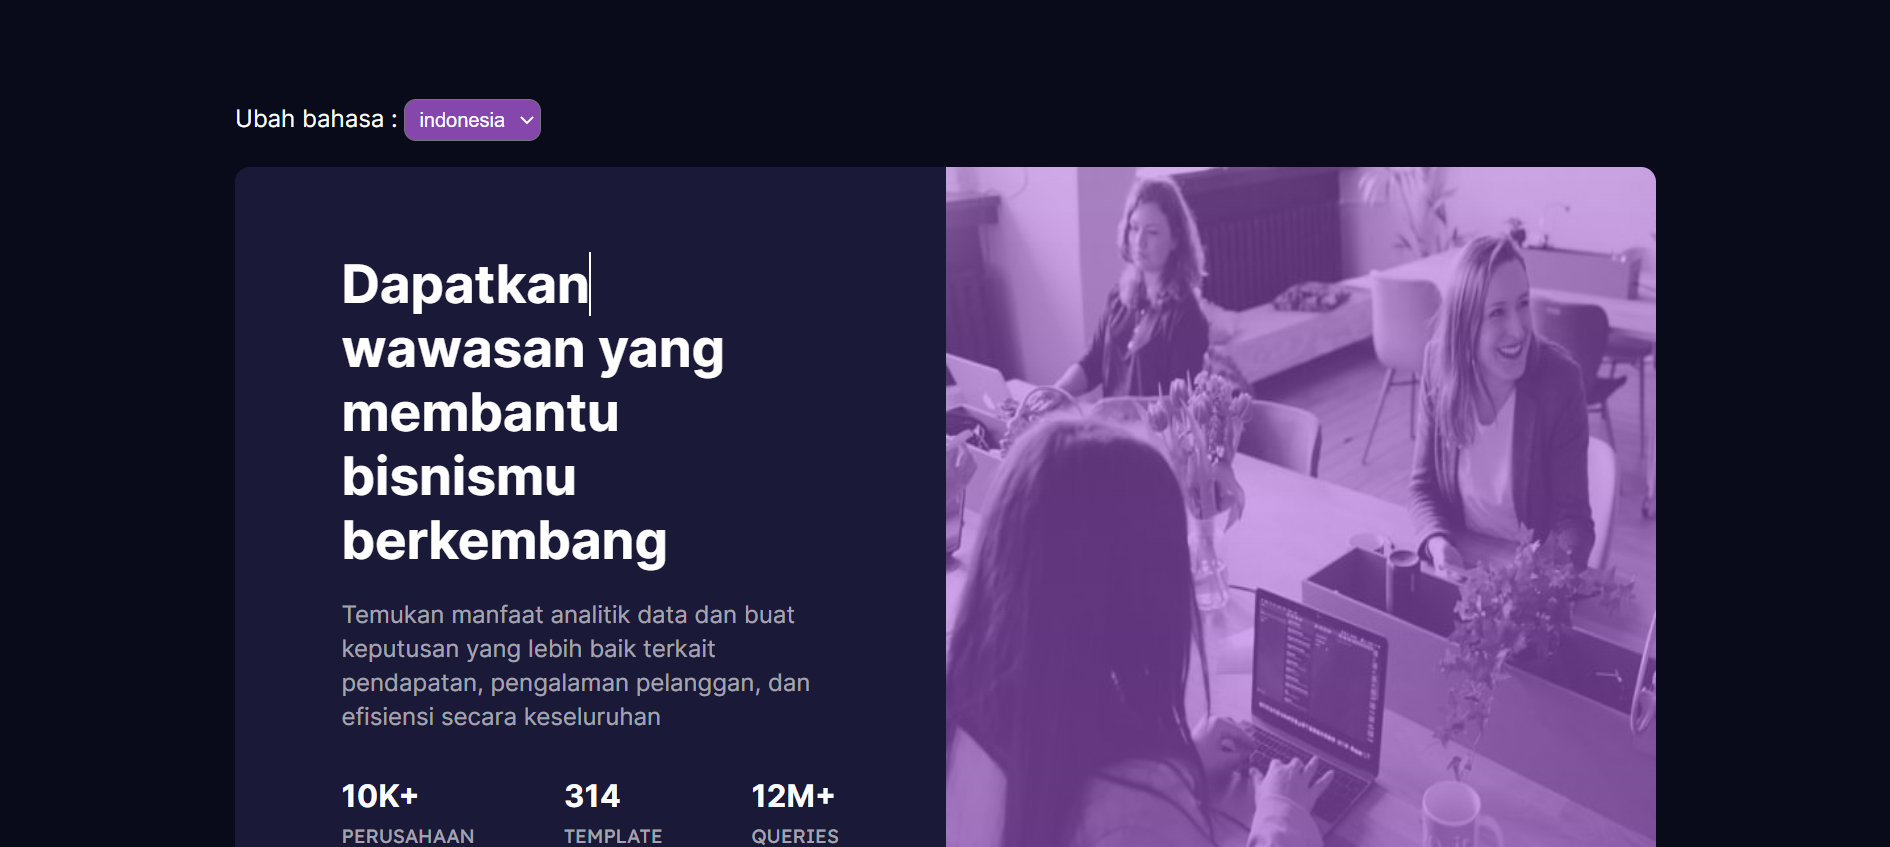 Ubah bahasa : indonesia
Dapatkan
wawasan yang
membantu
bisnismu
berkembang
Temukan manfaat analitik data dan buat
keputusan yang lebih baik terkait
pendapatan, pengalaman pelanggan, dan
efisiensi secara keseluruhan
10K+ 314 12M+
PERUSAHAAN TEMPLATE QUERIES